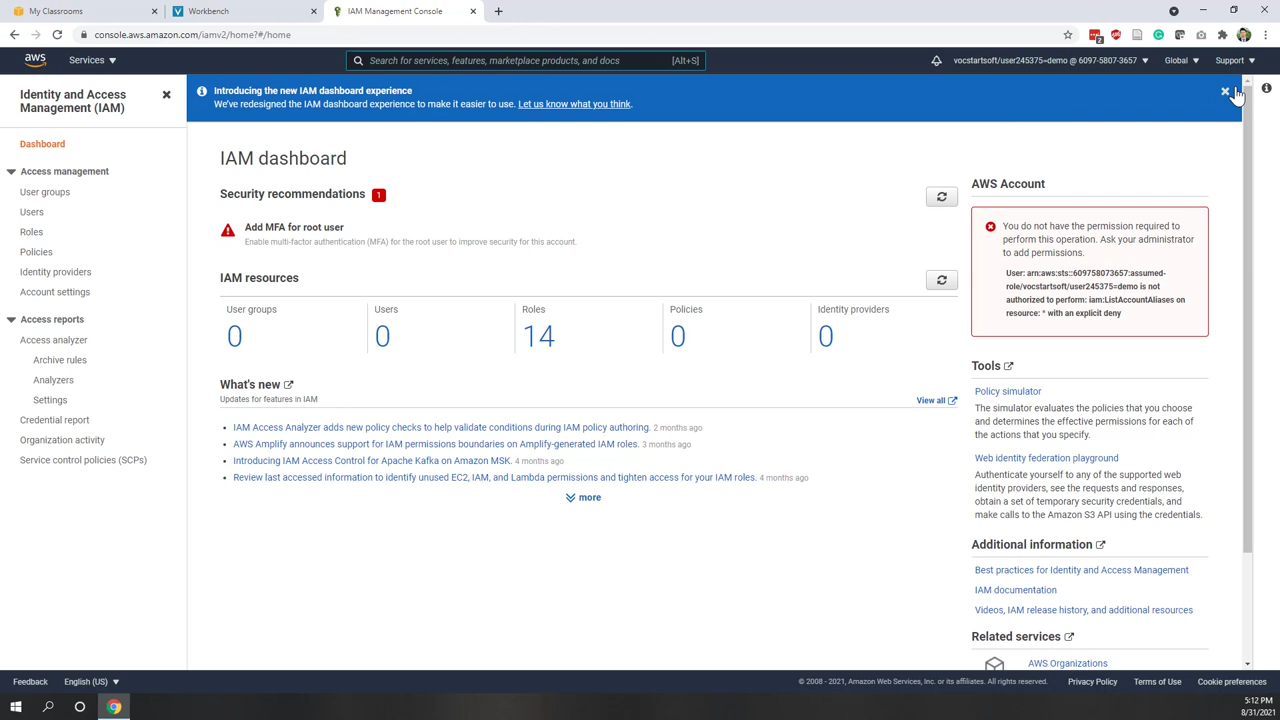 My Classrooms
Workbench
IAM Management Console
console.aws.amazon.com/iamv2/home?#/home
2
aws
Services
Search for services, features, marketplace products, and docs
[Alt+S]
vocstartsoft/user245375=demo @ 6097-5807-3657
Global
Support
Identity and Access
Management (IAM)
Dashboard
Access management
User groups
Users
Roles
Policies
Identity providers
Account settings
Access reports
Access analyzer
Archive rules
Analyzers
Settings
Credential report
Organization activity
Service control policies (SCPs)
Introducing the new IAM dashboard experience
We've redesigned the IAM dashboard experience to make it easier to use. Let us know what you think.
IAM dashboard
Security recommendations 1
Add MFA for root user
Enable multi-factor authentication (MFA) for the root user to improve security for this account.
IAM resources
User groups
0
Users
0
Roles
14
Policies
0
Identity providers
0
What's new
Updates for features in IAM
View all
IAM Access Analyzer adds new policy checks to help validate conditions during IAM policy authoring. 2 months ago
AWS Amplify announces support for IAM permissions boundaries on Amplify-generated IAM roles. 3 months ago
Introducing IAM Access Control for Apache Kafka on Amazon MSK. 4 months ago
Review last accessed information to identify unused EC2, IAM, and Lambda permissions and tighten access for your IAM roles. 4 months ago
more
AWS Account
You do not have the permission required to
perform this operation. Ask your administrator
to add permissions.
User: arn:aws:sts::609758073657:assumed-
role/vocstartsoft/user245375=demo is not
authorized to perform: iam:ListAccountAliases on
resource: * with an explicit deny
Tools
Policy simulator
The simulator evaluates the policies that you choose
and determines the effective permissions for each of
the actions that you specify.
Web identity federation playground
Authenticate yourself to any of the supported web
identity providers, see the requests and responses,
obtain a set of temporary security credentials, and
make calls to the Amazon S3 API using the credentials.
Additional information
Best practices for Identity and Access Management
IAM documentation
Videos, IAM release history, and additional resources
Related services
AWS Organizations
Feedback
English (US)
© 2008 - 2021, Amazon Web Services, Inc. or its affiliates. All rights reserved.
Privacy Policy
Terms of Use
Cookie preferences
5:12 PM
8/31/2021